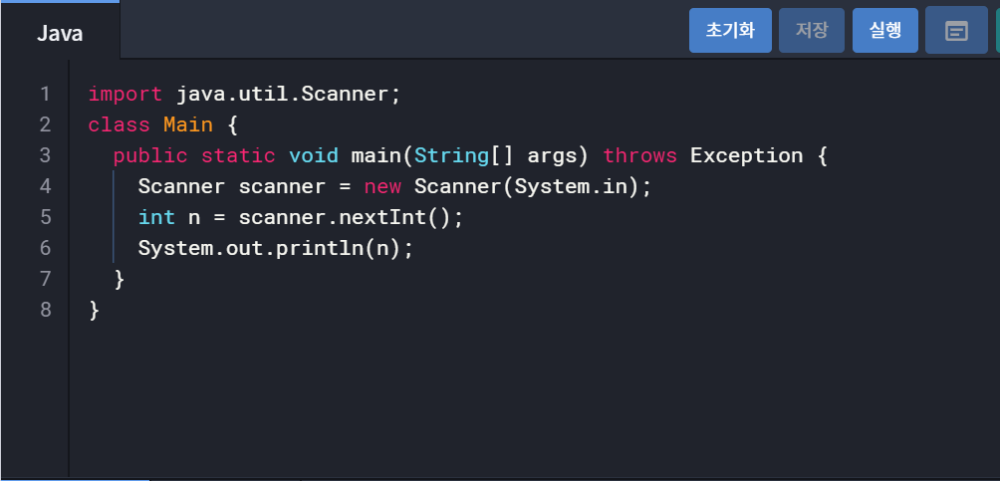 Java
초기화 저장 실행
1 import java.util.Scanner;
2 class Main {
3 public static void main(String[] args) throws Exception {
4 Scanner scanner = new Scanner(System.in);
5 int n = scanner.nextInt();
6 System.out.println(n);
7 }
8 }